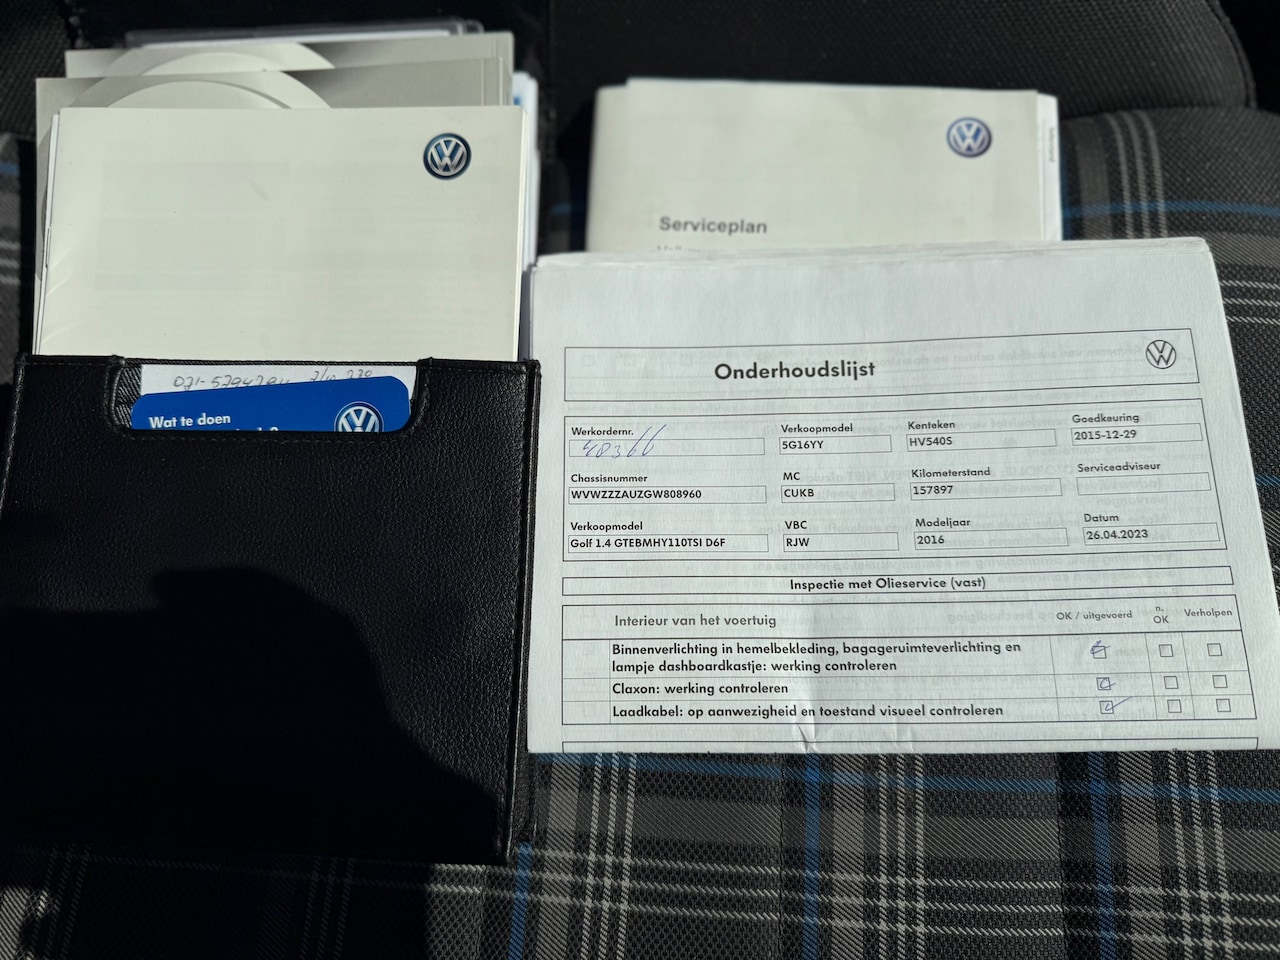 Serviceplan
Wat te doen
Onderhoudslijst
Werkordernr.
48366
Verkoopmodel
5G16YY
Kenteken
HV540S
Goedkeuring
2015-12-29
Chassisnummer
WVWZZZAUZGW808960
MC
CUKB
Kilometerstand
157897
Serviceadviseur
Verkoopmodel
Golf 1.4 GTEBMHY110TSI D6F
VBC
RJW
Modeljaar
2016
Datum
26.04.2023
Inspectie met Olieservice (vast)
Interieur van het voertuig
OK / uitgevoerd
n.
OK
Verholpen
Binnenverlichting in hemelbekleding, bagageruimteverlichting en
lampje dashboardkastje: werking controleren
Claxon: werking controleren
Laadkabel: op aanwezigheid en toestand visueel controleren